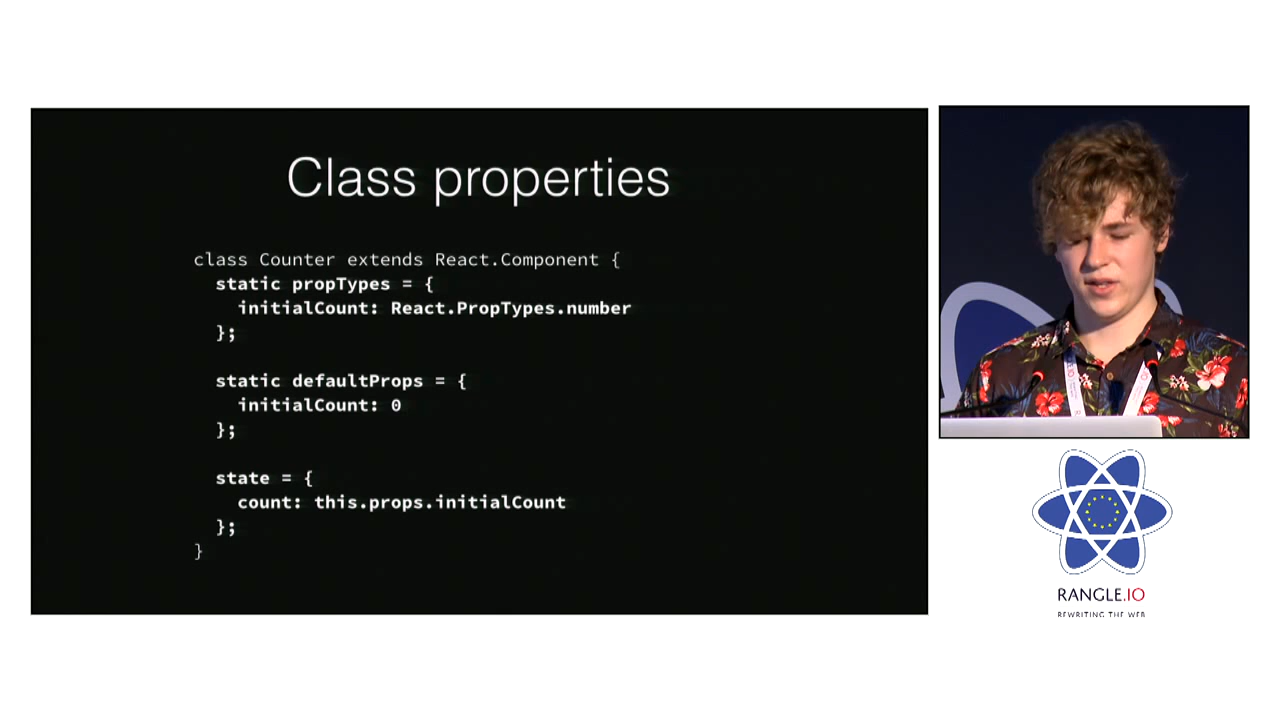 Class properties
class Counter extends React.Component {
static propTypes = {
initialCount: React.PropTypes.number
};
static defaultProps = {
initialCount: 0
};
state = {
count: this.props.initialCount
};
}
RANGLE.IO
REWRITING THE WEB